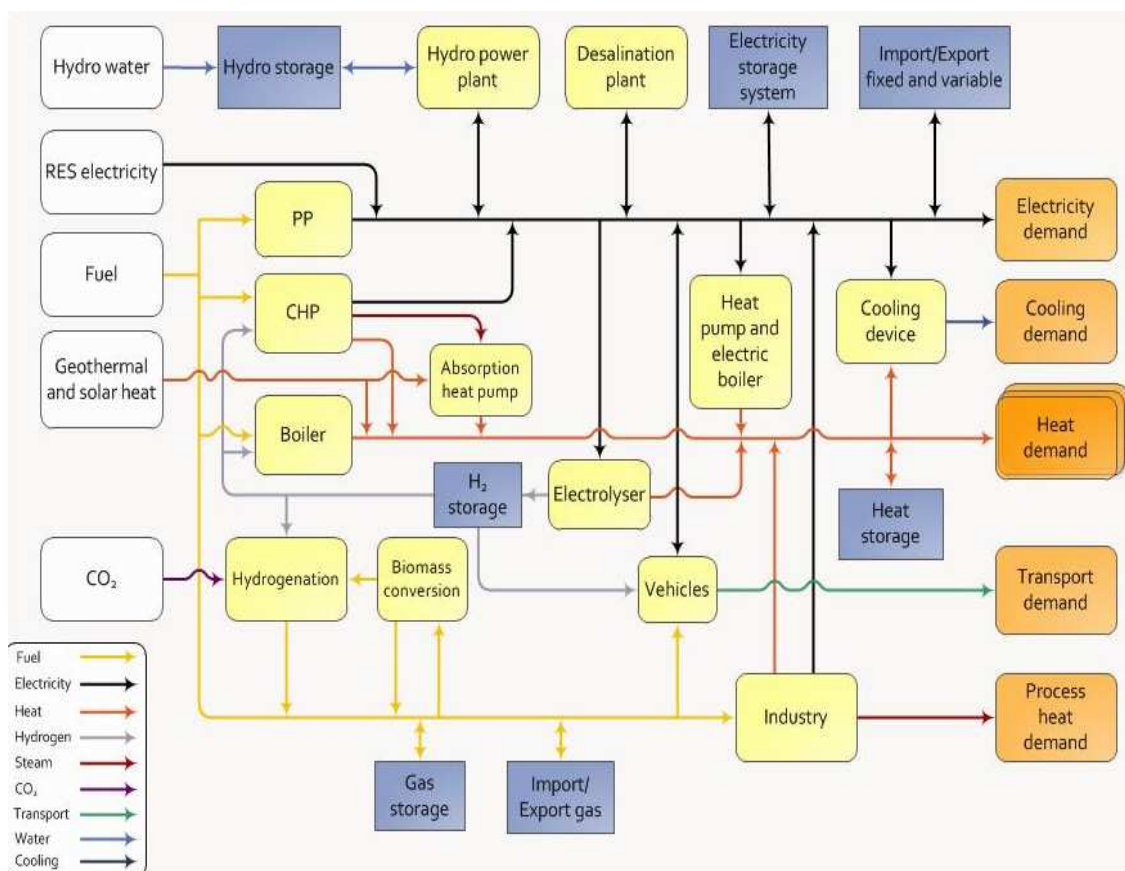 Hydro water
Hydro storage
Hydro power
plant
Desalination
plant
Electricity
storage
system
Import/Export
fixed and variable
RES electricity
PP
Electricity
demand
Fuel
CHP
Heat
pump and
electric
boiler
Cooling
device
Cooling
demand
Geothermal
and solar heat
Absorption
heat pump
Boiler
Heat
demand
H₂
storage
Electrolyser
Heat
storage
CO₂
Hydrogenation
Biomass
conversion
Vehicles
Transport
demand
Industry
Process
heat
demand
Gas
storage
Import/
Export gas
Fuel
Electricity
Heat
Hydrogen
Steam
CO₂
Transport
Water
Cooling